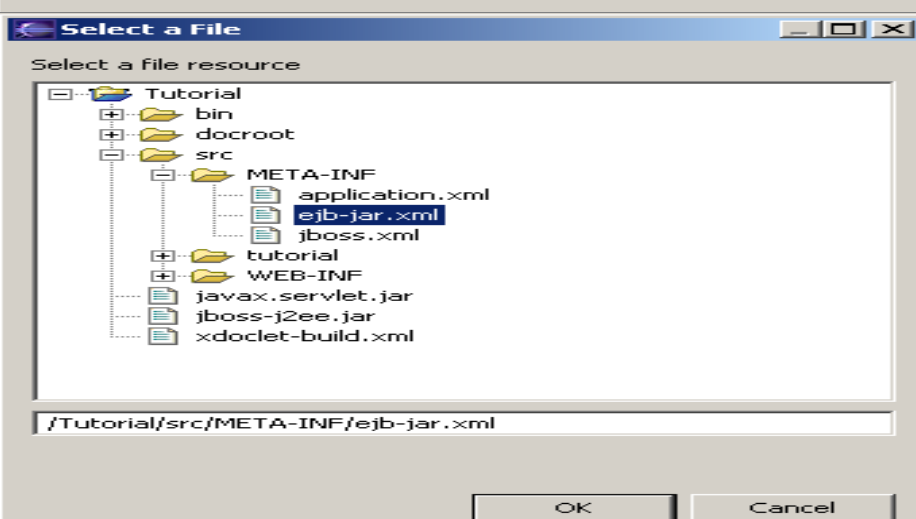 Select a File
Select a file resource
Tutorial
bin
docroot
src
META-INF
application.xml
ejb-jar.xml
jboss.xml
tutorial
WEB-INF
javax.servlet.jar
jboss-j2ee.jar
xdoclet-build.xml
/Tutorial/src/META-INF/ejb-jar.xml
OK Cancel